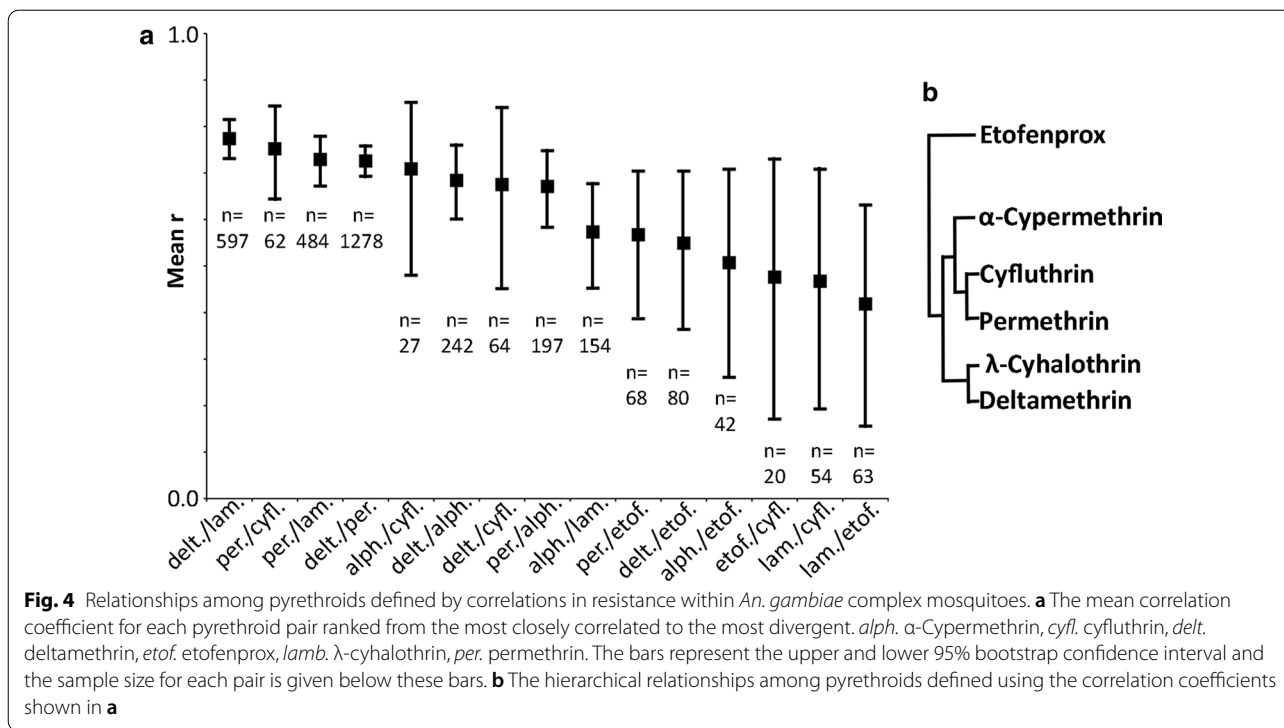 a
1.0
Mean r
0.0
n=
597
n=
62
n=
484
n=
1278
n=
27
n=
242
n=
64
n=
197
n=
154
n=
68
n=
80
n=
42
n=
20
n=
54
n=
63
delt./lam.
per./cyfl.
per./lam.
delt./per.
alph./cyfl.
delt./alph.
delt./cyfl.
per./alph.
alph./lam.
per./etof.
delt./etof.
alph./etof.
etof./cyfl.
lam./cyfl.
lam./etof.
b
Etofenprox
α-Cypermethrin
Cyfluthrin
Permethrin
λ-Cyhalothrin
Deltamethrin
Fig. 4 Relationships among pyrethroids defined by correlations in resistance within An. gambiae complex mosquitoes. a The mean correlation
coefficient for each pyrethroid pair ranked from the most closely correlated to the most divergent. alph. α-Cypermethrin, cyfl. cyfluthrin, delt.
deltamethrin, etof. etofenprox, lamb. λ-cyhalothrin, per. permethrin. The bars represent the upper and lower 95% bootstrap confidence interval and
the sample size for each pair is given below these bars. b The hierarchical relationships among pyrethroids defined using the correlation coefficients
shown in a